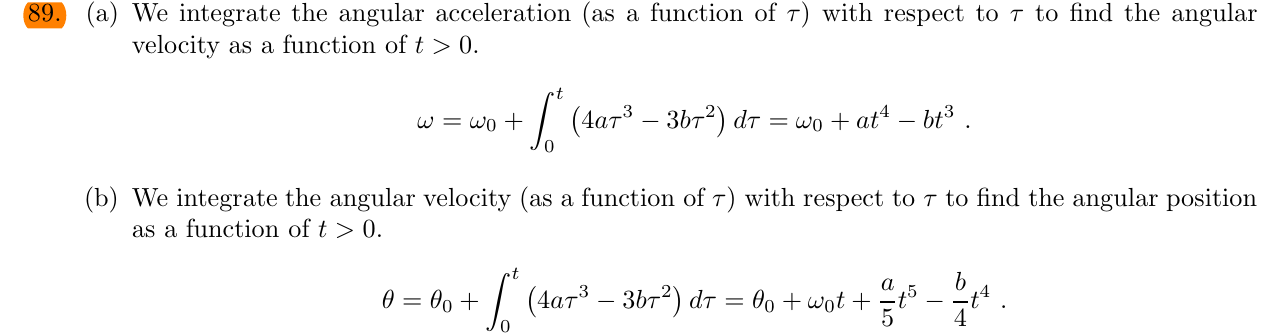 89. (a) We integrate the angular acceleration (as a function of τ) with respect to τ to find the angular
velocity as a function of t > 0.
ω = ω₀ + ∫₀ᵗ (4aτ³ − 3bτ²) dτ = ω₀ + at⁴ − bt³ .
(b) We integrate the angular velocity (as a function of τ) with respect to τ to find the angular position
as a function of t > 0.
θ = θ₀ + ∫₀ᵗ (4aτ³ − 3bτ²) dτ = θ₀ + ω₀t + a/5 t⁵ − b/4 t⁴ .